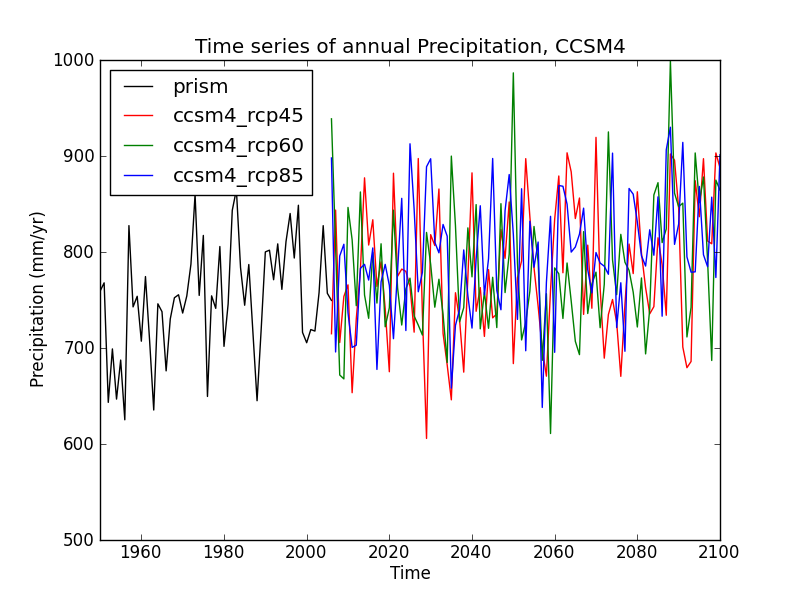 Time series of annual Precipitation, CCSM4
prism
ccsm4_rcp45
ccsm4_rcp60
ccsm4_rcp85
Precipitation (mm/yr)
1000
900
800
700
600
500
1960 1980 2000 2020 2040 2060 2080 2100
Time